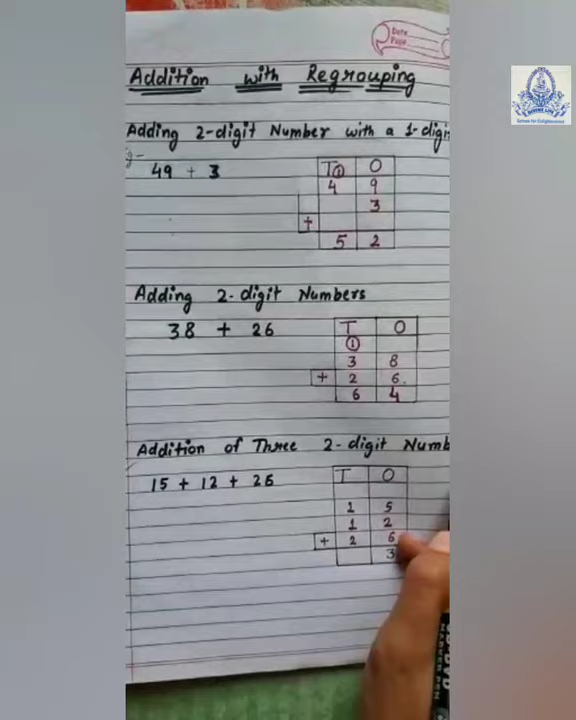 Date
Page
Addition with Regrouping
Adding 2-digit Number with a 1-digi
49 + 3
T① O
4 9
3
+
5 2
Adding 2-digit Numbers
38 + 26
T O
①
3 8
+ 2 6
6 4
Addition of Three 2-digit Numb
15 + 12 + 26
T O
1 5
1 2
+ 2 6
3